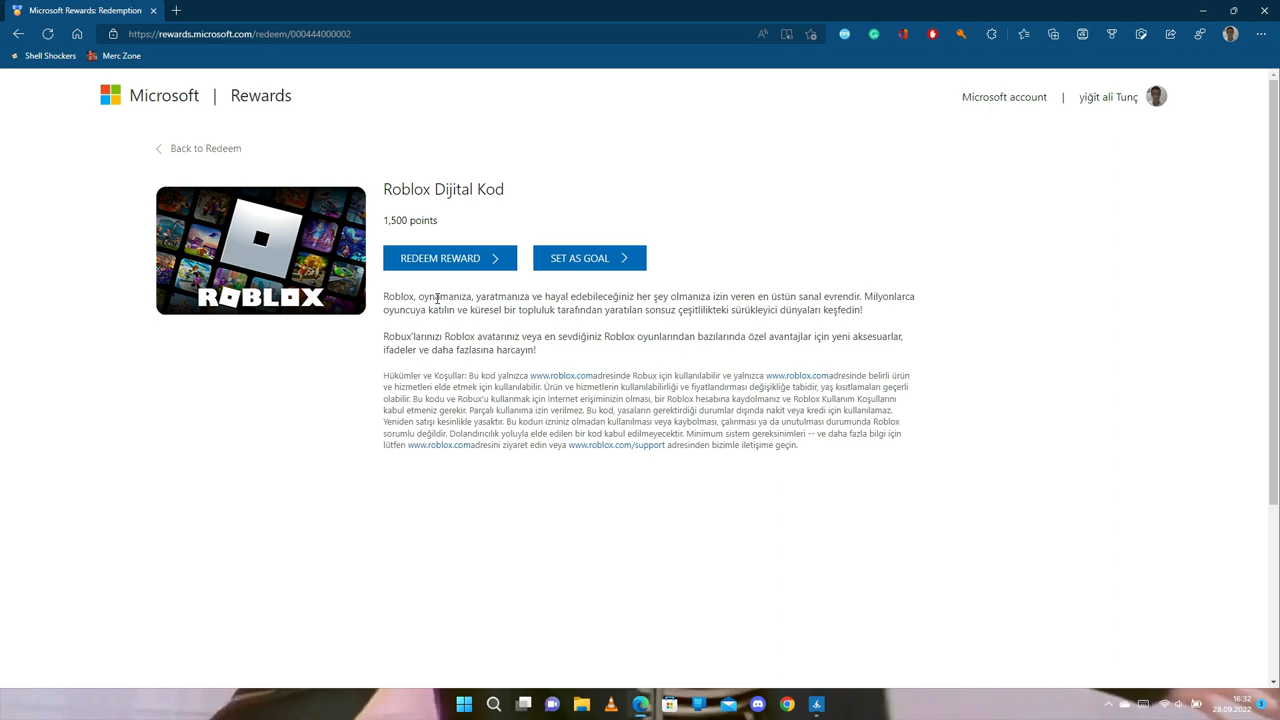 Microsoft Rewards: Redemption
https://rewards.microsoft.com/redeem/000444000002
Shell Shockers
Merc Zone
Microsoft | Rewards
Microsoft account | yiğit ali Tunç
Back to Redeem
Roblox Dijital Kod
1,500 points
REDEEM REWARD
SET AS GOAL
ROBLOX
Roblox, oynamanıza, yaratmanıza ve hayal edebileceğiniz her şey olmanıza izin veren en üstün sanal evrendir. Milyonlarca
oyuncuya katılın ve küresel bir topluluk tarafından yaratılan sonsuz çeşitlilikteki sürükleyici dünyaları keşfedin!
Robux'larınızı Roblox avatarınız veya en sevdiğiniz Roblox oyunlarından bazılarında özel avantajlar için yeni aksesuarlar,
ifadeler ve daha fazlasına harcayın!
Hükümler ve Koşullar: Bu kod yalnızca www.roblox.comadresinde Robux için kullanılabilir ve yalnızca www.roblox.comadresinde belirli ürün
ve hizmetleri elde etmek için kullanılabilir. Ürün ve hizmetlerin kullanılabilirliği ve fiyatlandırması değişikliğe tabidir, yaş kısıtlamaları geçerli
olabilir. Bu kodu ve Robux'u kullanmak için İnternet erişiminizin olması, bir Roblox hesabına kaydolmanız ve Roblox Kullanım Koşullarını
kabul etmeniz gerekir. Parçalı kullanıma izin verilmez. Bu kod, yasaların gerektirdiği durumlar dışında nakit veya kredi için kullanılamaz.
Yeniden satışı kesinlikle yasaktır. Bu kodun izniniz olmadan kullanılması veya kaybolması, çalınması ya da unutulması durumunda Roblox
sorumlu değildir. Dolandırıcılık yoluyla elde edilen bir kod kabul edilmeyecektir. Minimum sistem gereksinimleri -- ve daha fazla bilgi için
lütfen www.roblox.comadresini ziyaret edin veya www.roblox.com/support adresinden bizimle iletişime geçin.
16:32
28.09.2022
3